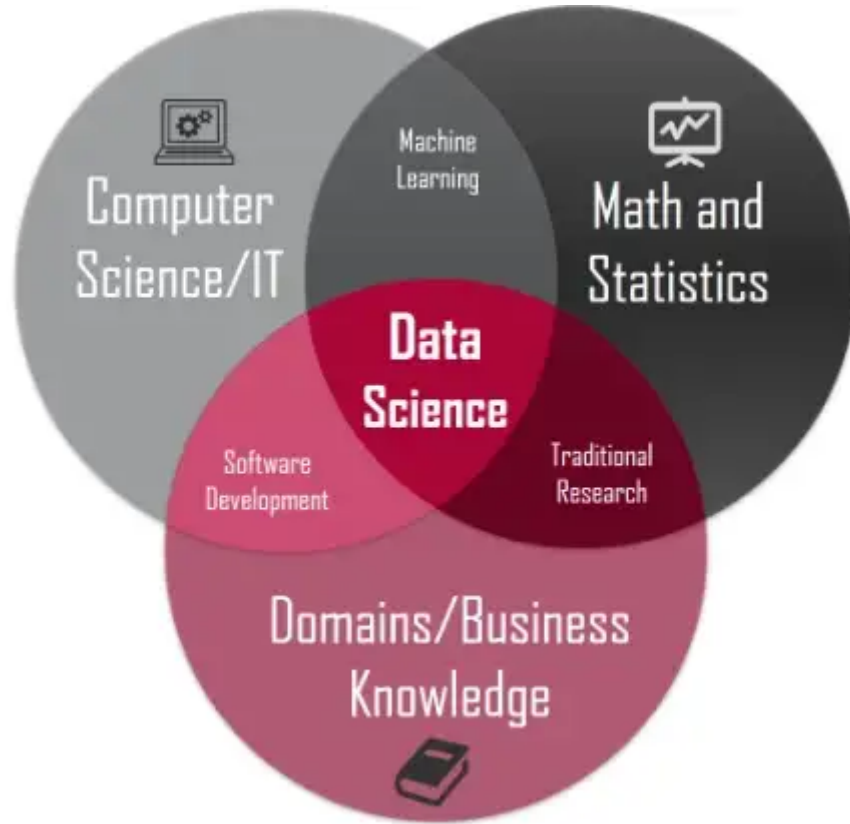 Machine
Learning
Computer
Science/IT
Math and
Statistics
Data
Science
Software
Development
Traditional
Research
Domains/Business
Knowledge